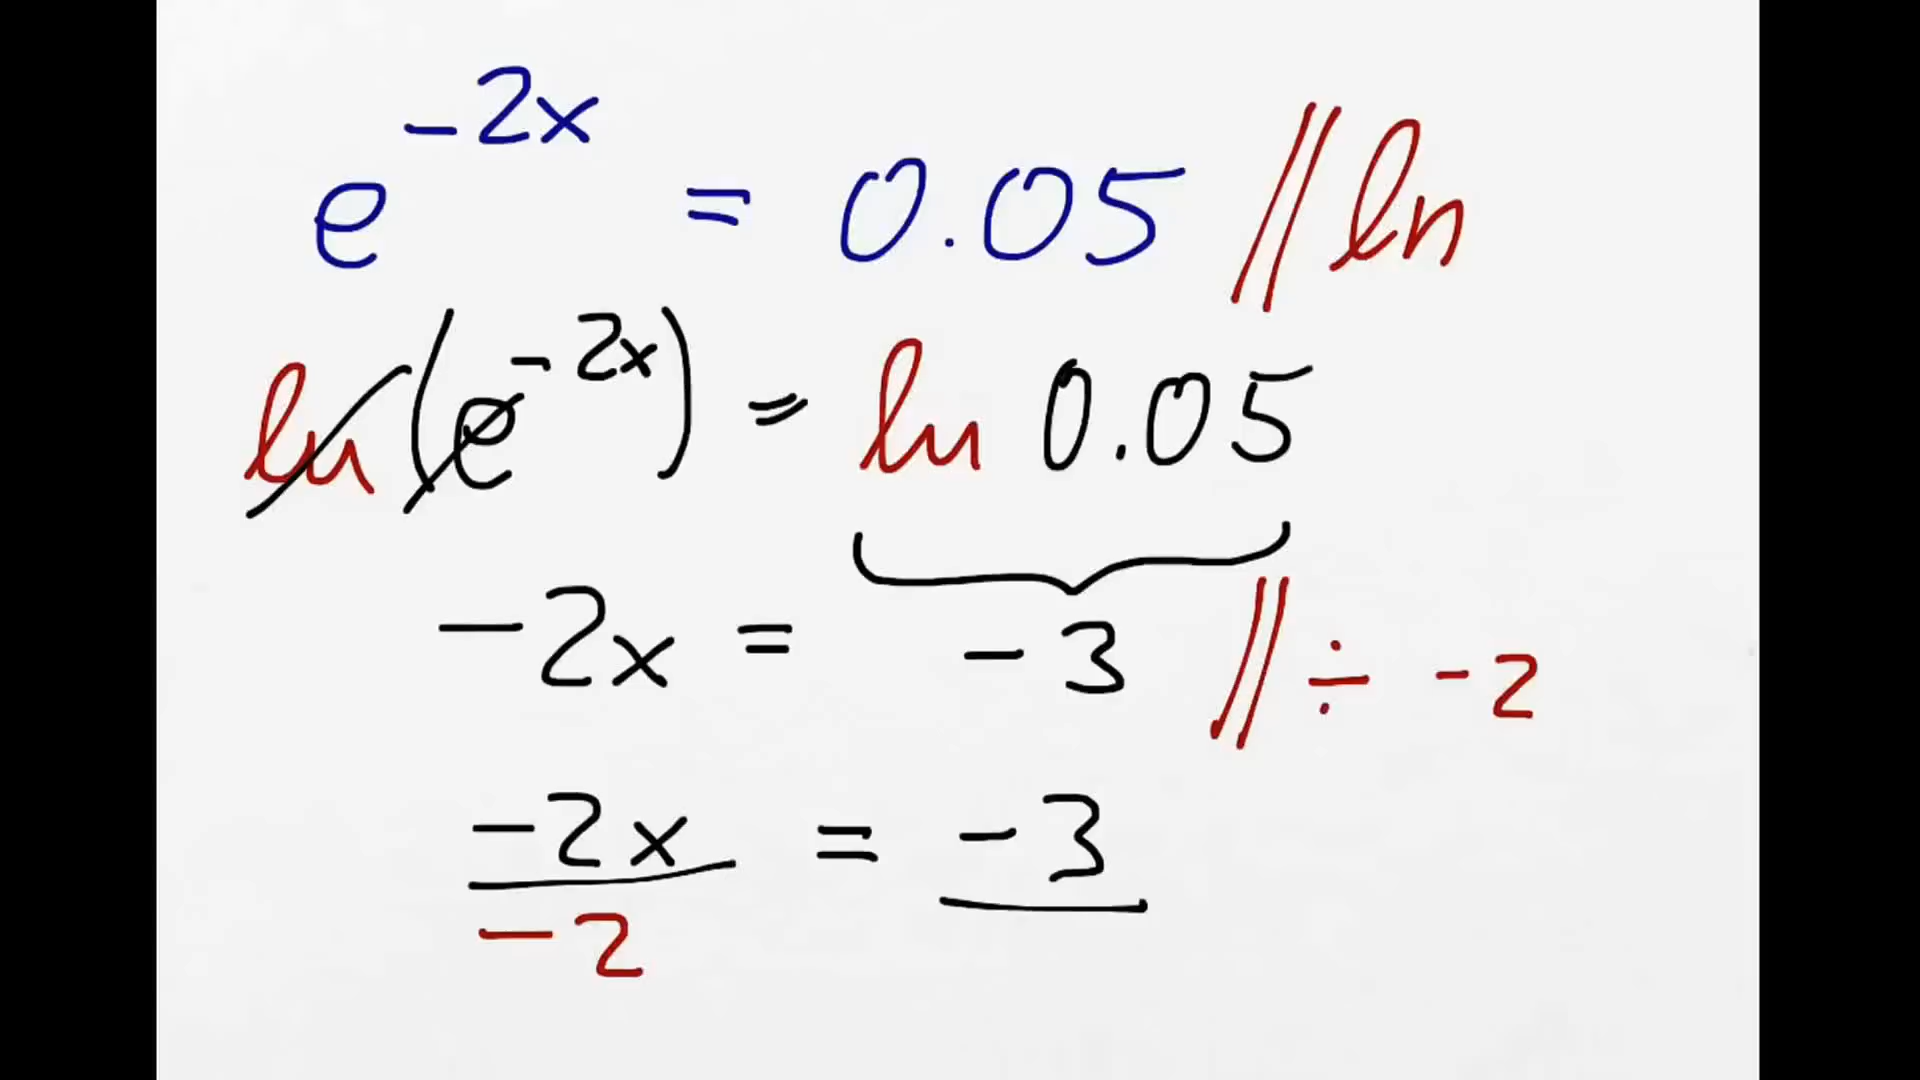 e^{-2x} = 0.05 // ln
ln(e^{-2x}) = ln 0.05
-2x = -3 // ÷ -2
-2x = -3
-2